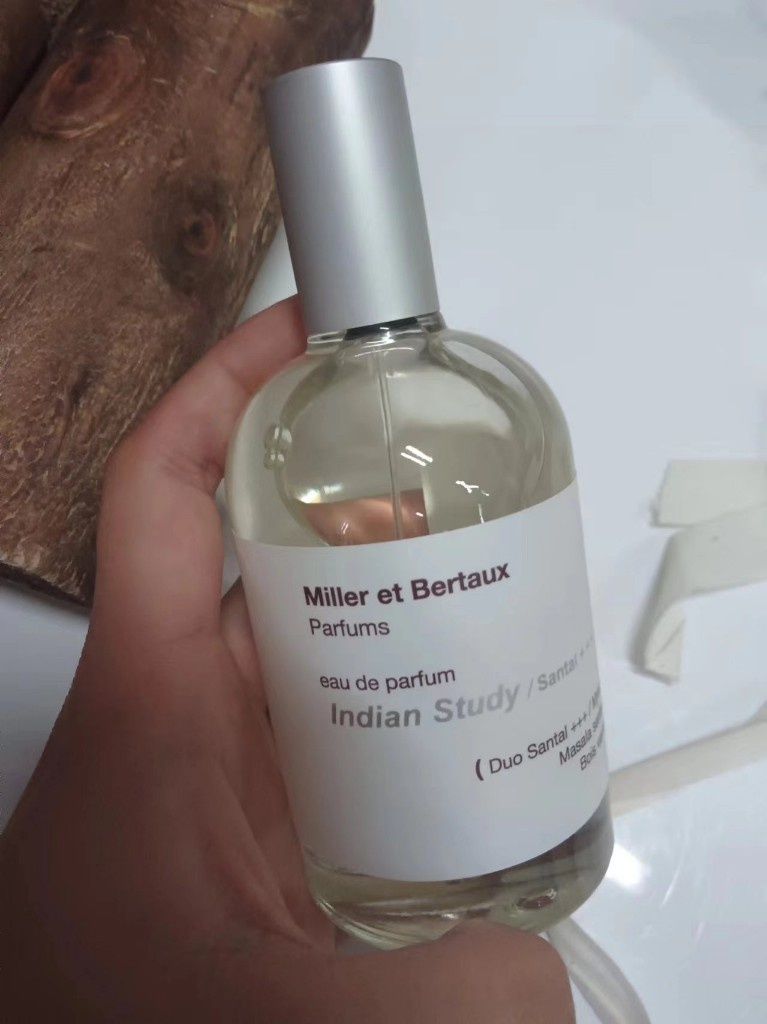 Miller et Bertaux
Parfums
eau de parfum
Indian Study / Santal ++
( Duo Santal +++ /
Masala
Bois